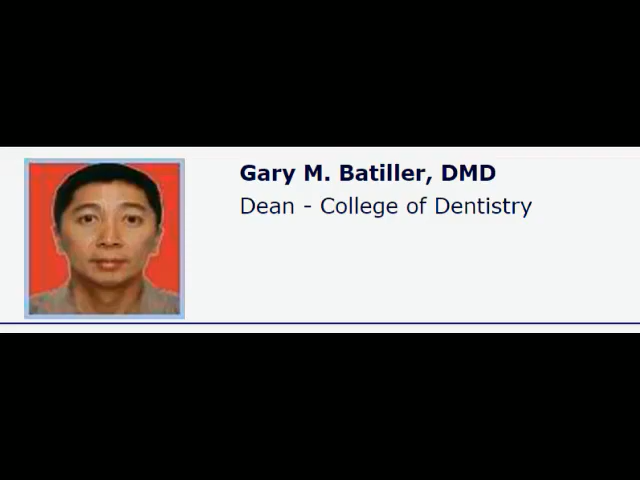 Gary M. Batiller, DMD
Dean - College of Dentistry